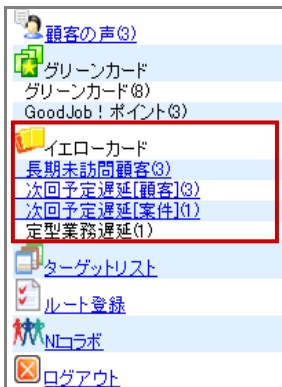 顧客の声(3)
グリーンカード
グリーンカード(8)
GoodJob！ポイント(3)
イエローカード
長期未訪問顧客(3)
次回予定遅延[顧客](3)
次回予定遅延[案件](1)
定型業務遅延(1)
ターゲットリスト
ルート登録
NIコラボ
ログアウト